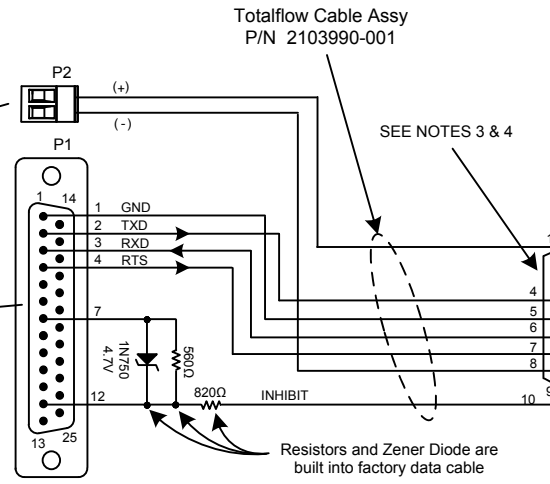 Totalflow Cable Assy
P/N 2103990-001
P2
(+)
(-)
SEE NOTES 3 & 4
P1
1 14
1 GND
2 TXD
3 RXD
4 RTS
7
1N750
4.7V
560Ω
820Ω
12
INHIBIT
13 25
1
4
5
6
7
8
9
10
Resistors and Zener Diode are
built into factory data cable